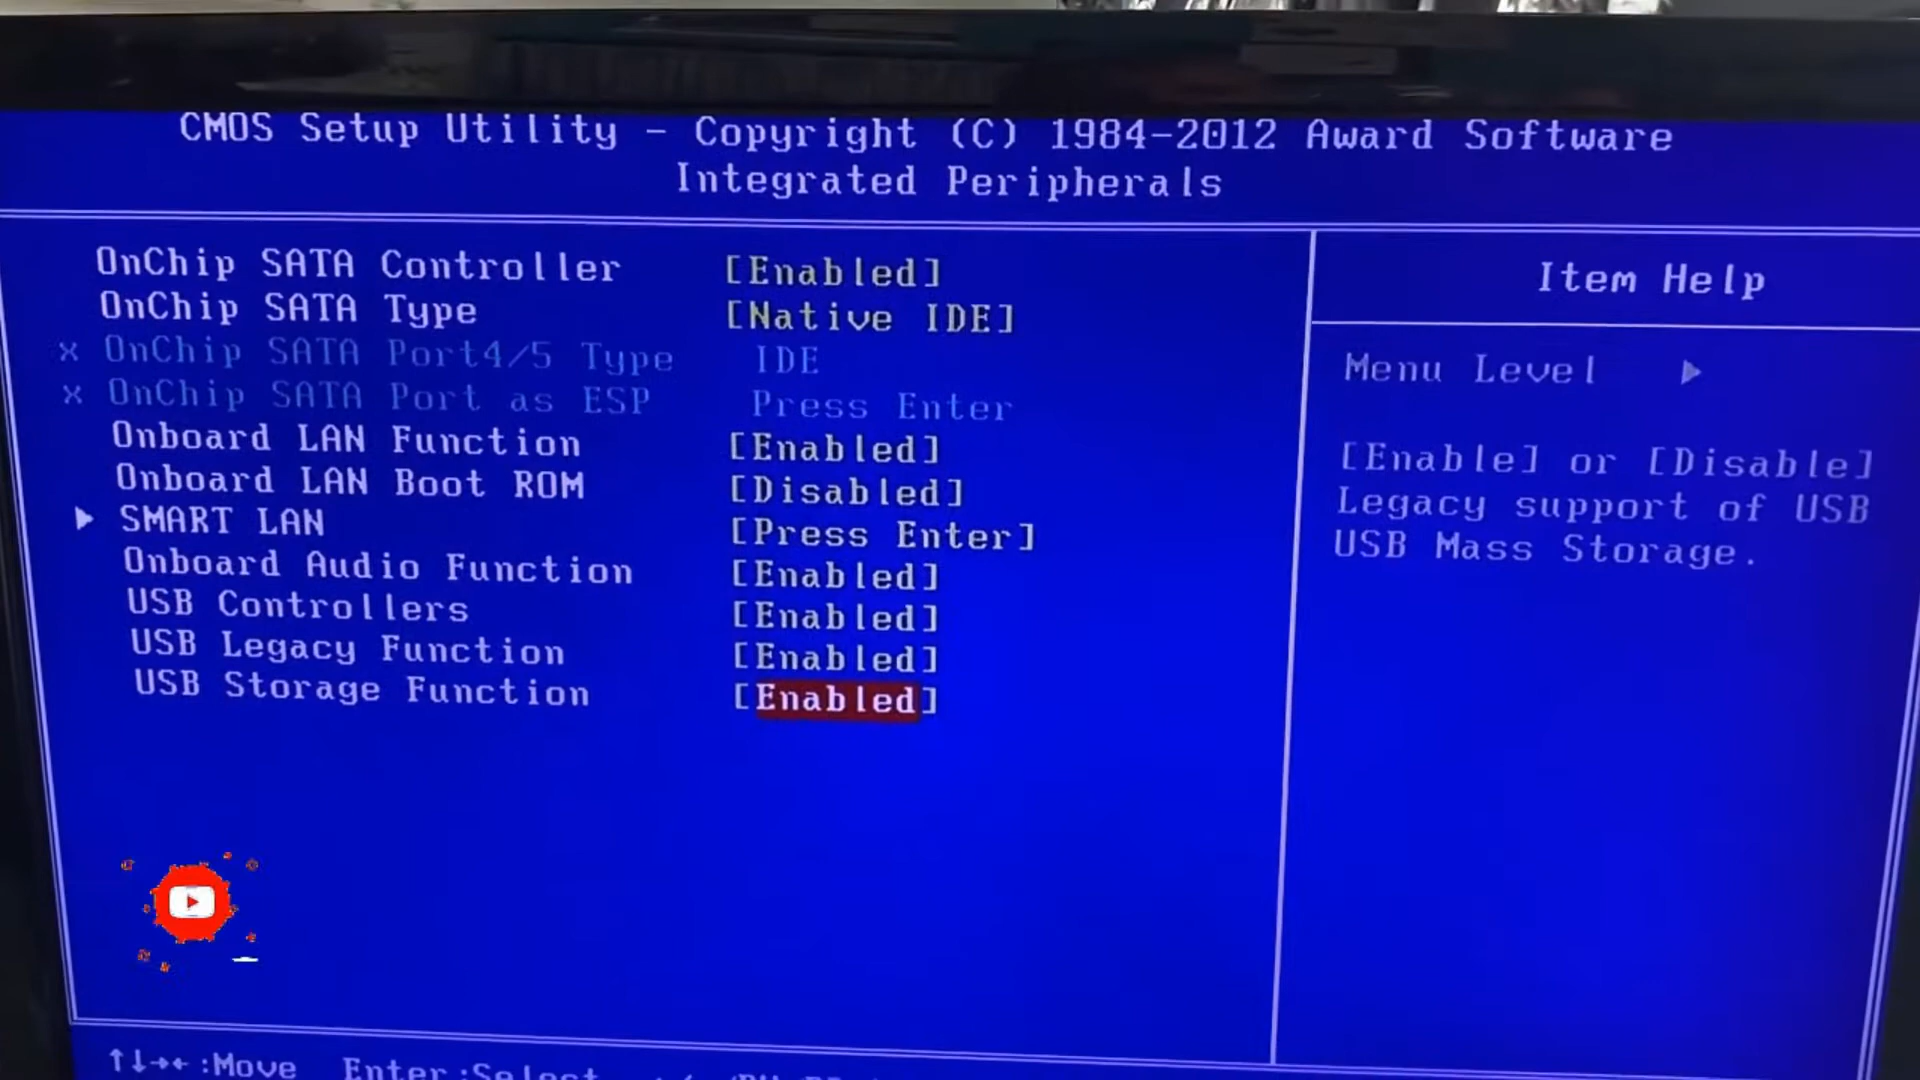 CMOS Setup Utility - Copyright (C) 1984-2012 Award Software
Integrated Peripherals
OnChip SATA Controller [Enabled]
OnChip SATA Type [Native IDE]
x OnChip SATA Port4/5 Type IDE
x OnChip SATA Port as ESP Press Enter
Onboard LAN Function [Enabled]
Onboard LAN Boot ROM [Disabled]
► SMART LAN [Press Enter]
Onboard Audio Function [Enabled]
USB Controllers [Enabled]
USB Legacy Function [Enabled]
USB Storage Function [Enabled]
Item Help
Menu Level ►
[Enable] or [Disable]
Legacy support of USB
USB Mass Storage.
↑↓→←:Move Enter:Select